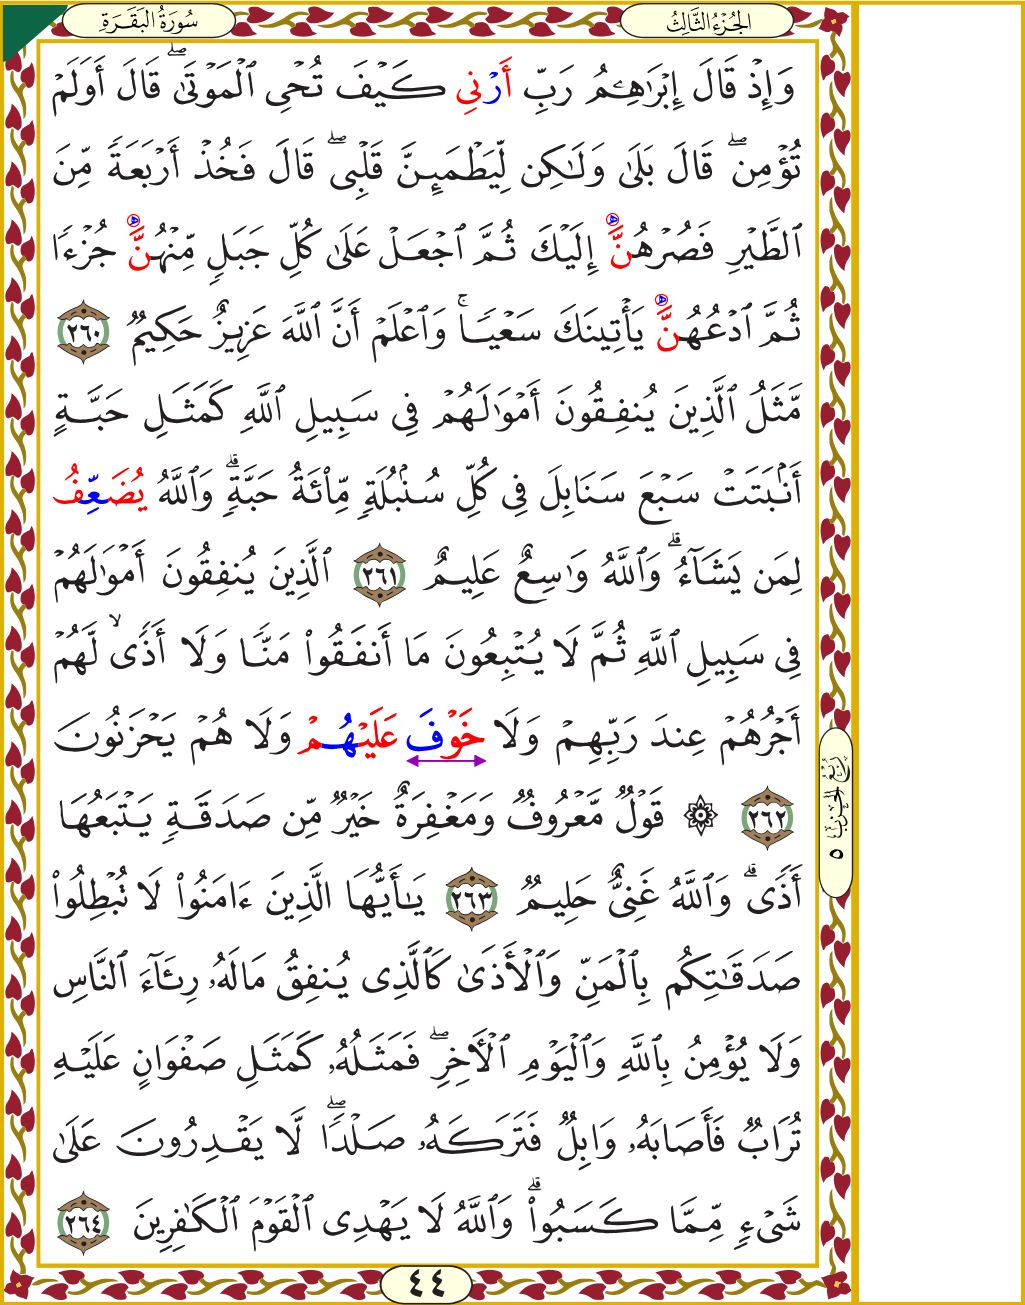 الجُزْءُ الثَّالِثُ
سُورَةُ البَقَرَةِ
وَإِذْ قَالَ إِبْرَٰهِـۧمُ رَبِّ أَرْنِي كَيْفَ تُحْيِ ٱلْمَوْتَىٰۖ قَالَ أَوَلَمْ
تُؤْمِنۖ قَالَ بَلَىٰ وَلَٰكِن لِّيَطْمَئِنَّ قَلْبِيۖ قَالَ فَخُذْ أَرْبَعَةً مِّنَ
ٱلطَّيْرِ فَصُرْهُنَّ إِلَيْكَ ثُمَّ ٱجْعَلْ عَلَىٰ كُلِّ جَبَلٍ مِّنْهُنَّ جُزْءًا
ثُمَّ ٱدْعُهُنَّ يَأْتِينَكَ سَعْيًاۚ وَٱعْلَمْ أَنَّ ٱللَّهَ عَزِيزٌ حَكِيمٌ ٢٦٠
مَّثَلُ ٱلَّذِينَ يُنفِقُونَ أَمْوَٰلَهُمْ فِي سَبِيلِ ٱللَّهِ كَمَثَلِ حَبَّةٍ
أَنۢبَتَتْ سَبْعَ سَنَابِلَ فِي كُلِّ سُنۢبُلَةٍ مِّا۟ئَةُ حَبَّةٍۗ وَٱللَّهُ يُضَعِّفُ
لِمَن يَشَآءُۗ وَٱللَّهُ وَٰسِعٌ عَلِيمٌ ٢٦١ ٱلَّذِينَ يُنفِقُونَ أَمْوَٰلَهُمْ
فِي سَبِيلِ ٱللَّهِ ثُمَّ لَا يُتْبِعُونَ مَا أَنفَقُوا۟ مَنًّا وَلَا أَذًىۙ لَّهُمْ
أَجْرُهُمْ عِندَ رَبِّهِمْ وَلَا خَوْفَ عَلَيْهُمْ وَلَا هُمْ يَحْزَنُونَ
٢٦٢ ۞ قَوْلٌ مَّعْرُوفٌ وَمَغْفِرَةٌ خَيْرٌ مِّن صَدَقَةٍ يَتْبَعُهَا
أَذًىۗ وَٱللَّهُ غَنِيٌّ حَلِيمٌ ٢٦٣ يَٰأَيُّهَا ٱلَّذِينَ ءَامَنُوا۟ لَا تُبْطِلُوا۟
صَدَقَٰتِكُم بِٱلْمَنِّ وَٱلْأَذَىٰ كَٱلَّذِي يُنفِقُ مَالَهُۥ رِئَآءَ ٱلنَّاسِ
وَلَا يُؤْمِنُ بِٱللَّهِ وَٱلْيَوْمِ ٱلْأَخِرِۖ فَمَثَلُهُۥ كَمَثَلِ صَفْوَانٍ عَلَيْهِ
تُرَابٌ فَأَصَابَهُۥ وَابِلٌ فَتَرَكَهُۥ صَلْدًاۖ لَّا يَقْدِرُونَ عَلَىٰ
شَيْءٍ مِّمَّا كَسَبُوا۟ۗ وَٱللَّهُ لَا يَهْدِي ٱلْقَوْمَ ٱلْكَٰفِرِينَ ٢٦٤
رُبُعُ الحِزْبِ ٥
٤٤